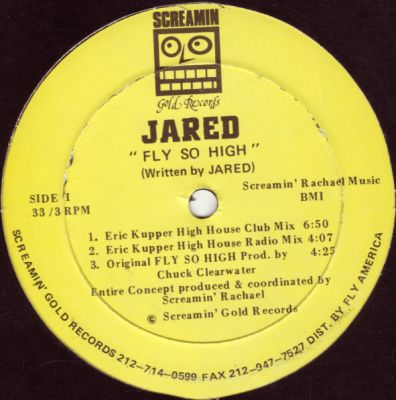 SCREAMIN
Gold Records
JARED
"FLY SO HIGH"
(Written by JARED)
SIDE 1
33 /3 RPM
Screamin' Rachael Music
BMI
1. Eric Kupper High House Club Mix 6:50
2. Eric Kupper High House Radio Mix 4:07
3. Original FLY SO HIGH Prod. by 4:25
Chuck Clearwater
Entire Concept produced & coordinated by
Screamin' Rachael
© Screamin' Gold Records
SCREAMIN' GOLD RECORDS 212-714-0599 FAX 212-947-7527 DIST. BY FLY AMERICA